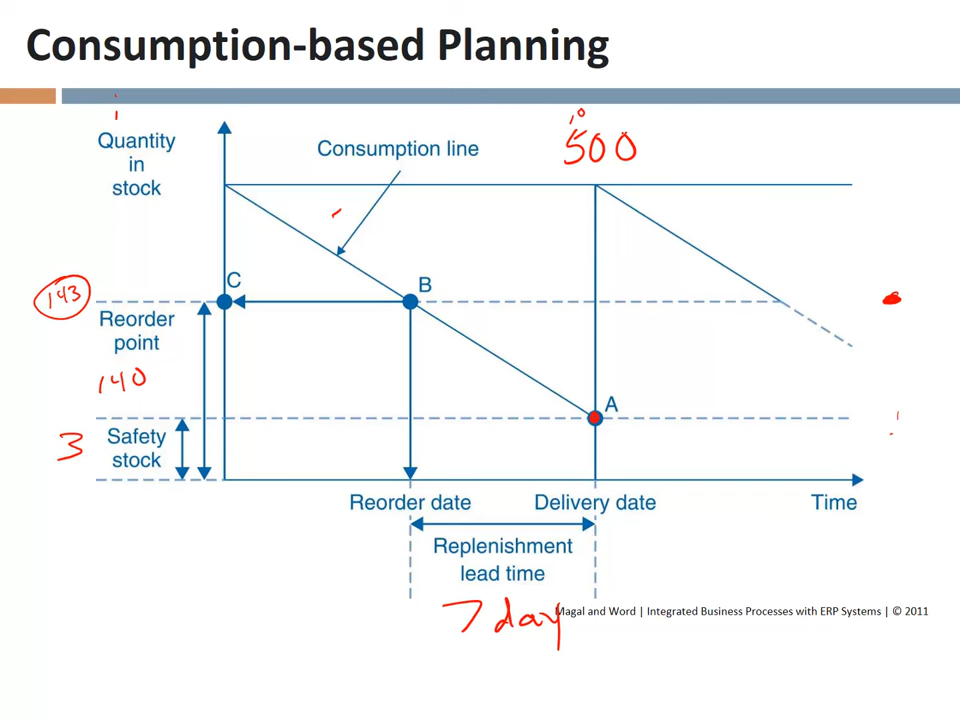 Consumption-based Planning
Quantity
in
stock
Consumption line
10
500
C
B
143
Reorder
point
140
A
Safety
stock
3
Reorder date
Delivery date
Time
Replenishment
lead time
7 day
Magal and Word | Integrated Business Processes with ERP Systems | © 2011